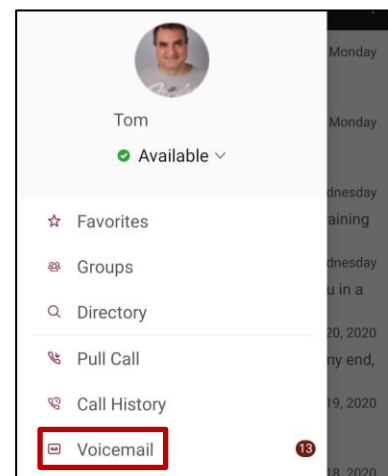 Monday
Tom
Monday
Available
dnesday
Favorites
aining
Groups
dnesday
u in a
Directory
20, 2020
Pull Call
ny end,
Call History
19, 2020
Voicemail
13
18, 2020